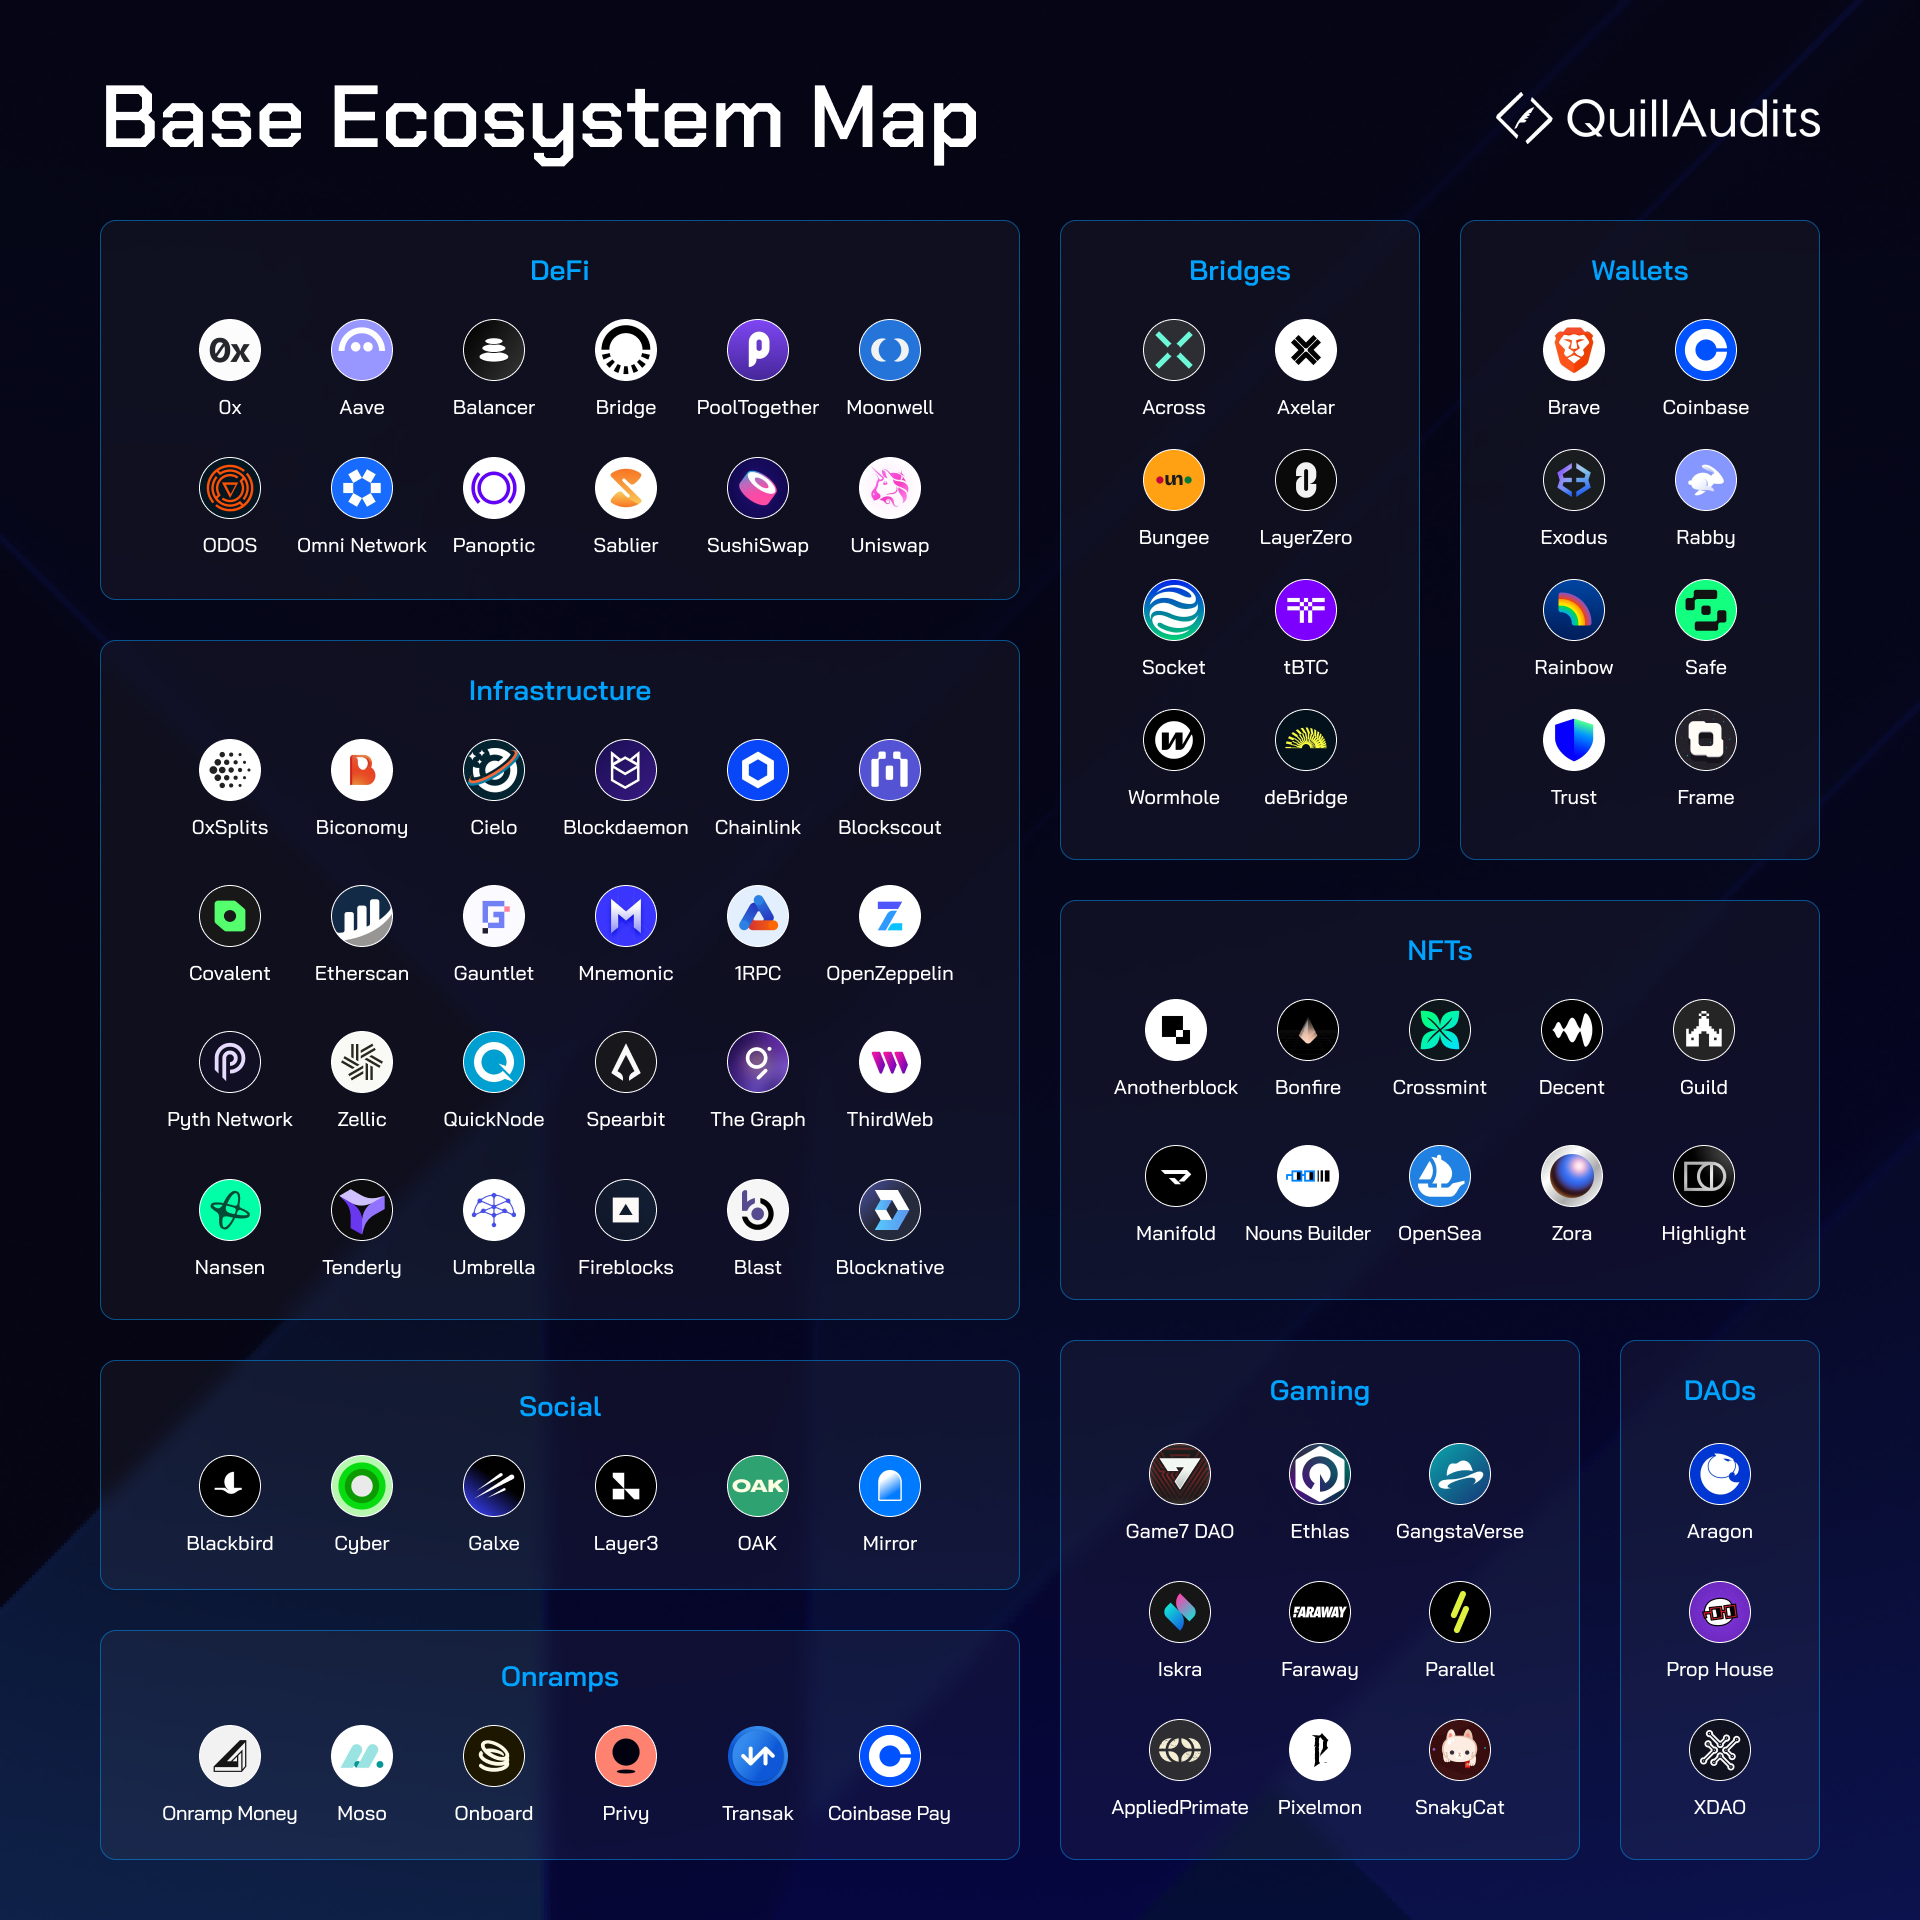 Base Ecosystem Map
QuillAudits
DeFi
0x
0x Aave Balancer Bridge PoolTogether Moonwell
ODOS Omni Network Panoptic Sablier SushiSwap Uniswap
Bridges
Across Axelar
un
Bungee LayerZero
Socket tBTC
W
Wormhole deBridge
Wallets
Brave Coinbase
Exodus Rabby
Rainbow Safe
Trust Frame
Infrastructure
0xSplits Biconomy Cielo Blockdaemon Chainlink Blockscout
Covalent Etherscan Gauntlet Mnemonic 1RPC OpenZeppelin
Pyth Network Zellic QuickNode Spearbit The Graph ThirdWeb
Nansen Tenderly Umbrella Fireblocks Blast Blocknative
NFTs
Anotherblock Bonfire Crossmint Decent Guild
Manifold Nouns Builder OpenSea Zora Highlight
Social
OAK
Blackbird Cyber Galxe Layer3 OAK Mirror
Onramps
Onramp Money Moso Onboard Privy Transak Coinbase Pay
Gaming
Game7 DAO Ethlas GangstaVerse
FARAWAY
Iskra Faraway Parallel
AppliedPrimate Pixelmon SnakyCat
DAOs
Aragon
Prop House
XDAO